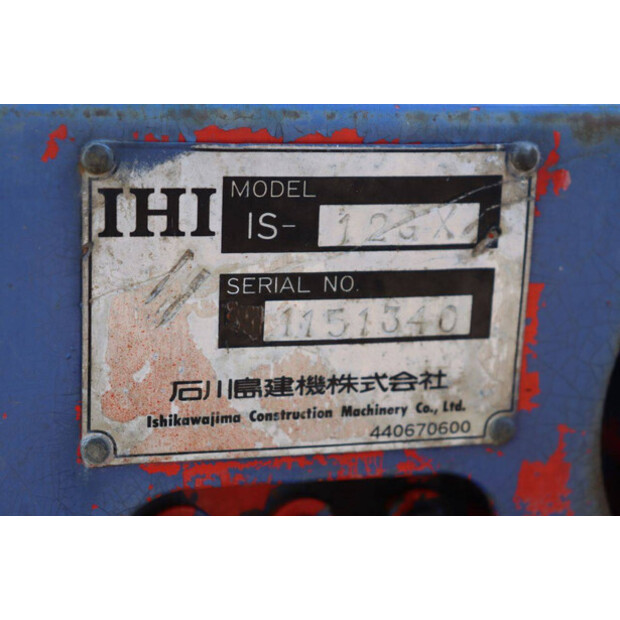 IHI
MODEL
IS- 12GX
SERIAL NO.
1151340
石川島建機株式会社
Ishikawajima Construction Machinery Co., Ltd.
440670600